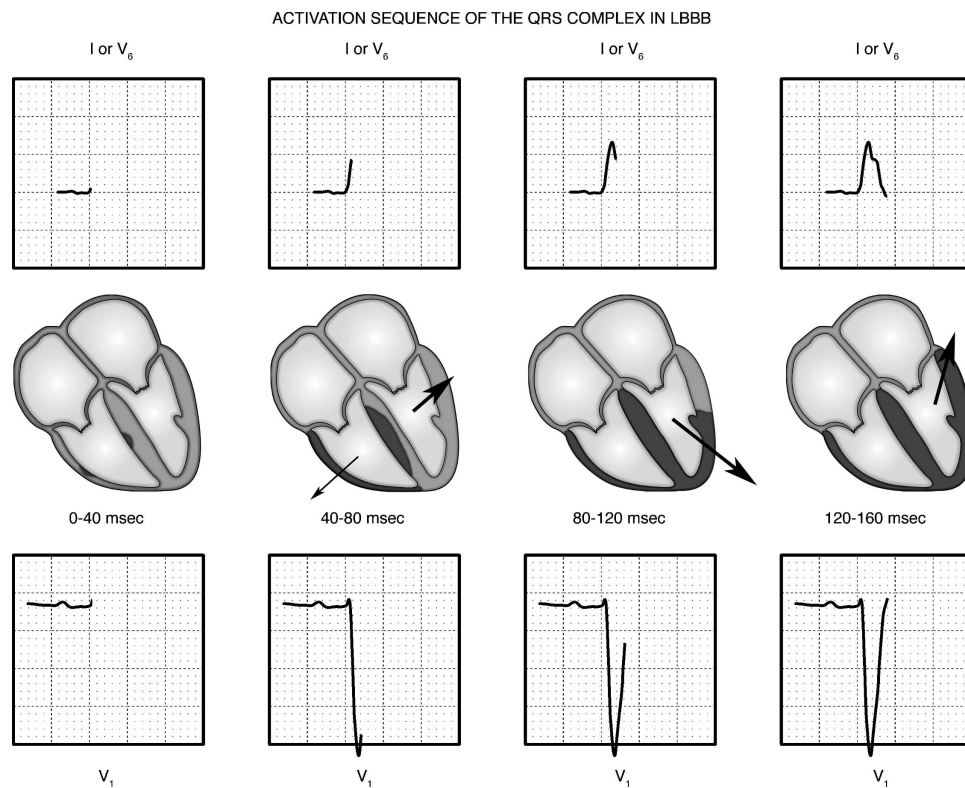 ACTIVATION SEQUENCE OF THE QRS COMPLEX IN LBBB
I or V6 I or V6 I or V6 I or V6
0-40 msec 40-80 msec 80-120 msec 120-160 msec
V1 V1 V1 V1